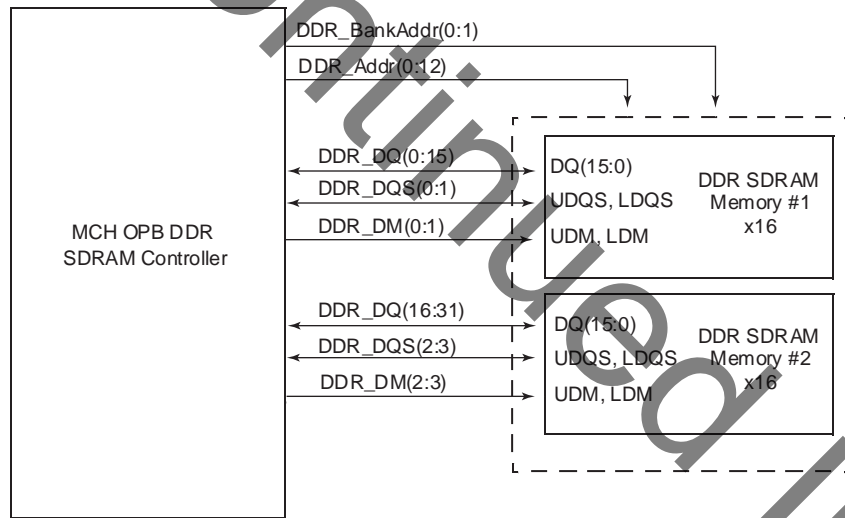 DDR_BankAddr(0:1)
DDR_Addr(0:12)
DDR_DQ(0:15)
DDR_DQS(0:1)
DDR_DM(0:1)
MCH OPB DDR
SDRAM Controller
DQ(15:0)
UDQS, LDQS
UDM, LDM
DDR SDRAM
Memory #1
x16
DDR_DQ(16:31)
DDR_DQS(2:3)
DDR_DM(2:3)
DQ(15:0)
UDQS, LDQS
UDM, LDM
DDR SDRAM
Memory #2
x16
ontinued